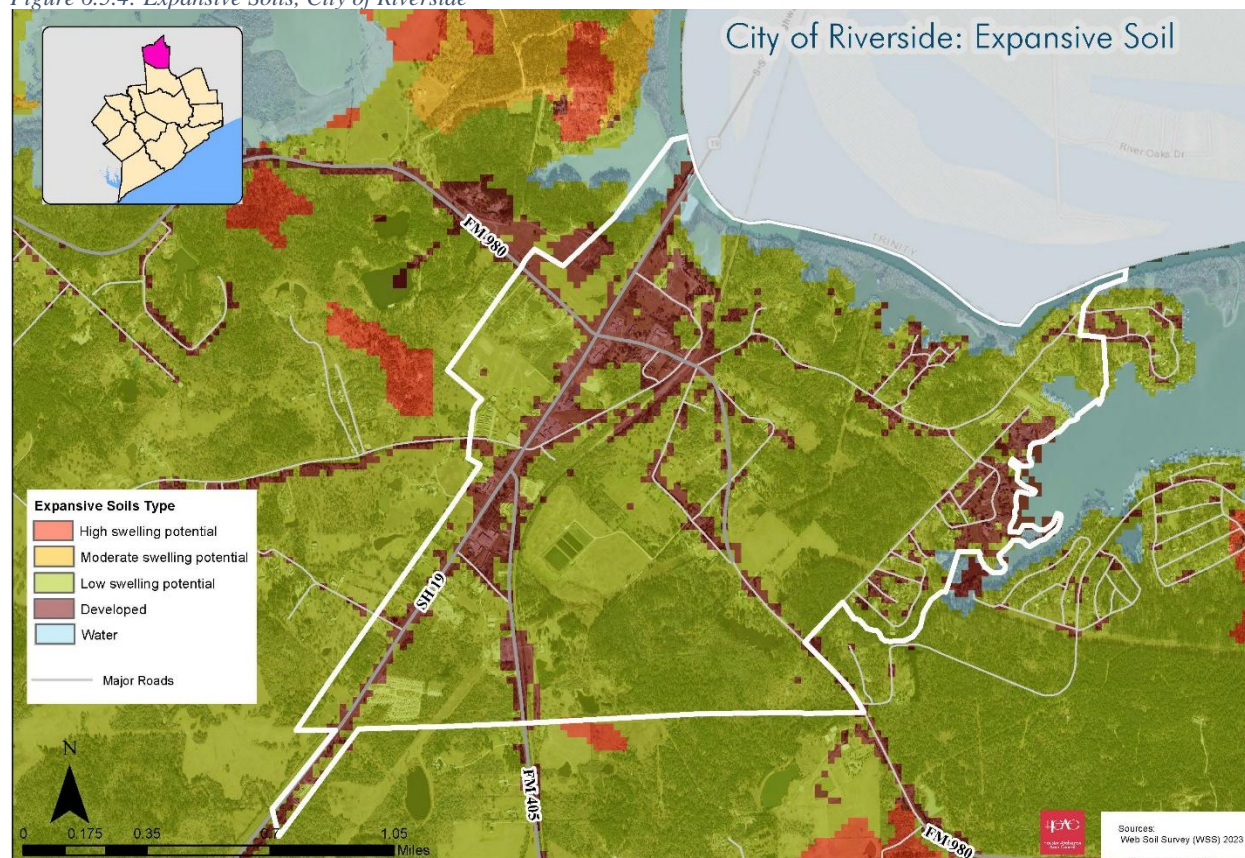 Figure 6.5.4: Expansive Soils, City of Riverside
City of Riverside: Expansive Soil
19
River Oaks Dr
TRINITY
FM 980
SH 19
FM 405
FM 980
Expansive Soils Type
High swelling potential
Moderate swelling potential
Low swelling potential
Developed
Water
Major Roads
N
0 0.175 0.35 0.7 1.05
Miles
Sources:
Web Soil Survey (WSS) 2023